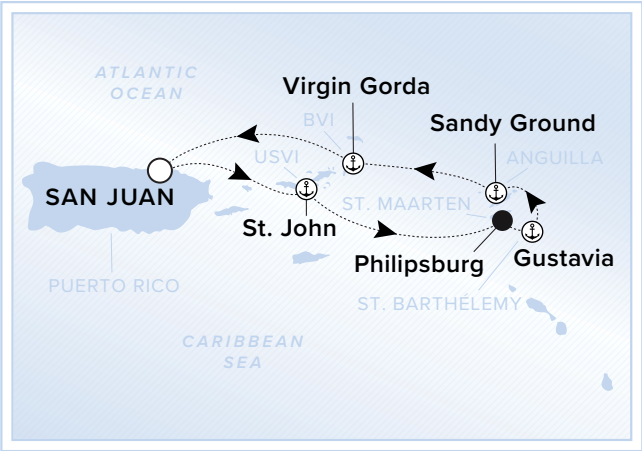 ATLANTIC
OCEAN
Virgin Gorda
BVI
Sandy Ground
USVI
ANGUILLA
SAN JUAN
ST. MAARTEN
St. John
Philipsburg
Gustavia
PUERTO RICO
ST. BARTHÉLEMY
CARIBBEAN
SEA